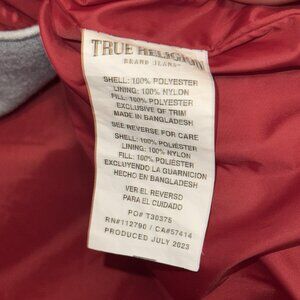 TRUE RELIGION
BRAND JEANS
SHELL: 100% POLYESTER
LINING: 100% NYLON
FILL: 100% POLYESTER
EXCLUSIVE OF TRIM
MADE IN BANGLADESH
SEE REVERSE FOR CARE
SHELL: 100% POLIÉSTER
LINING: 100% NYLON
FILL: 100% POLIÉSTER
EXCLUYENDO LA GUARNICION
HECHO EN BANGLADESH
VER EL REVERSO
PARA EL CUIDADO
PO# T30375
RN#112790 / CA#57414
PRODUCED JULY 2023